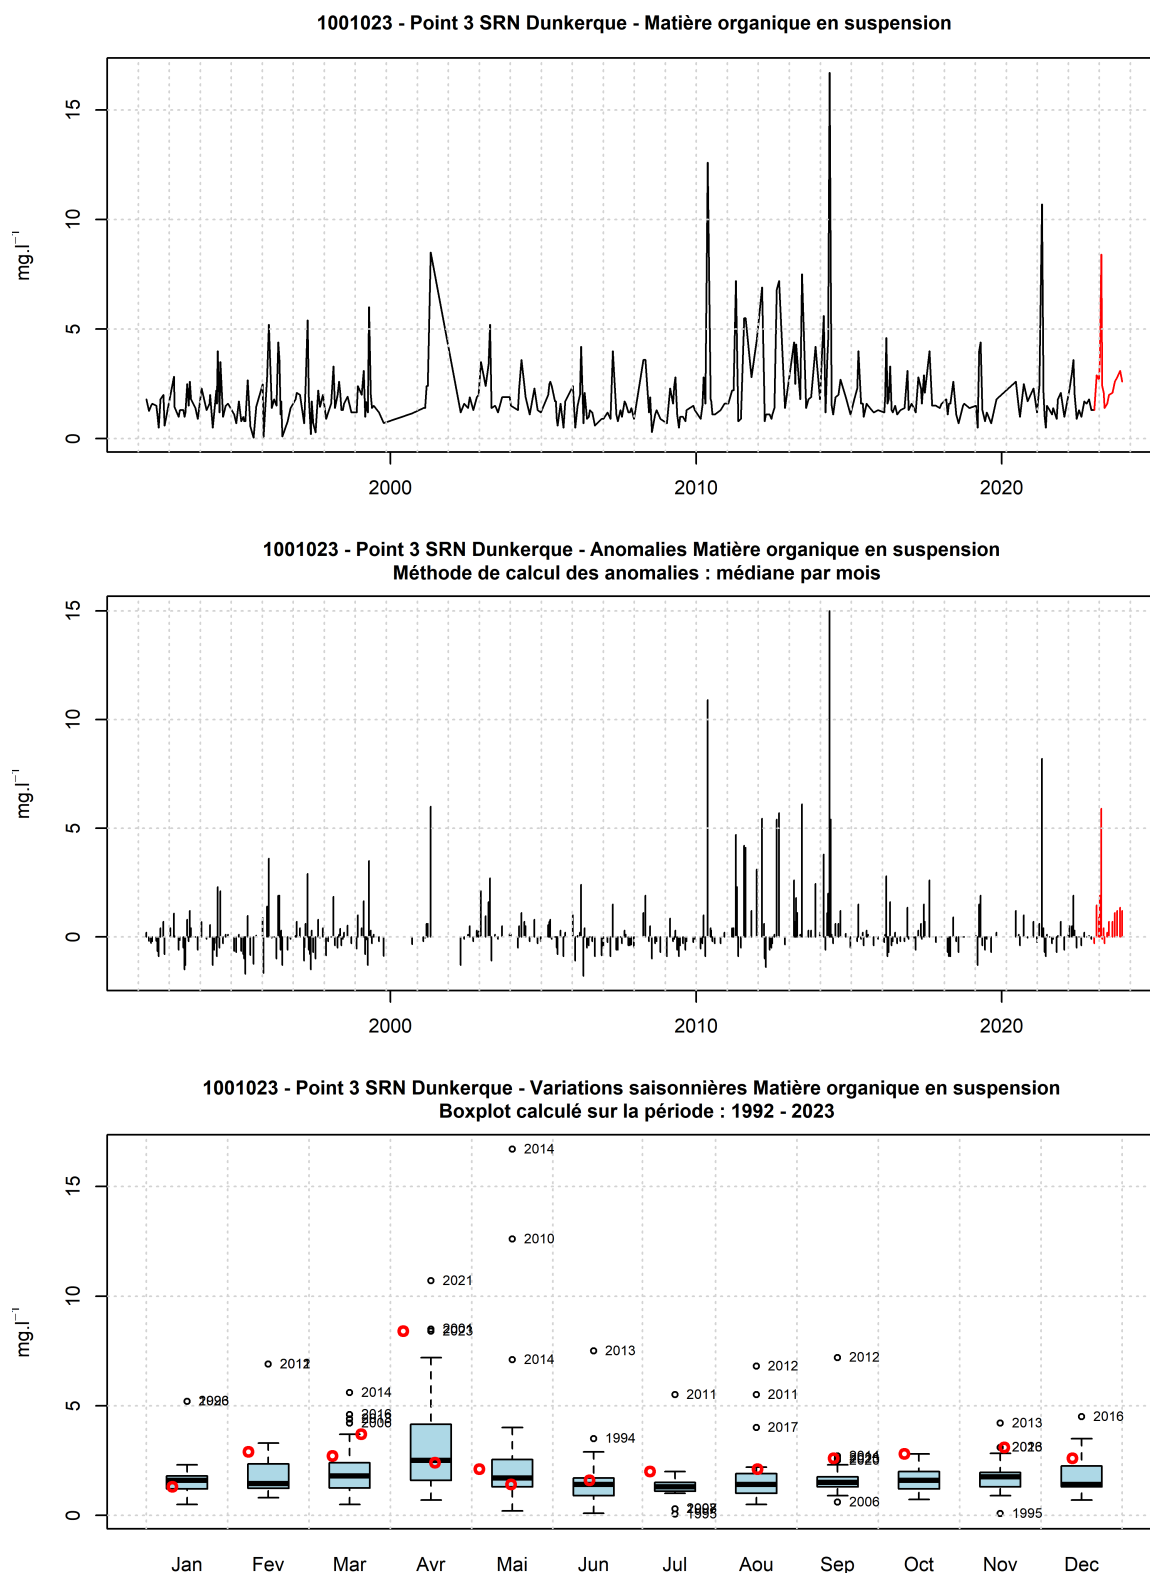 1001023 - Point 3 SRN Dunkerque - Matière organique en suspension
15
10
5
0
mg.l⁻¹
2000
2010
2020
1001023 - Point 3 SRN Dunkerque - Anomalies Matière organique en suspension
Méthode de calcul des anomalies : médiane par mois
15
10
5
0
mg.l⁻¹
2000
2010
2020
1001023 - Point 3 SRN Dunkerque - Variations saisonnières Matière organique en suspension
Boxplot calculé sur la période : 1992 - 2023
15
10
5
0
mg.l⁻¹
2014
2010
2021
2001
2023
2014
2013
2012
2014
2016
2013
2006
1994
2011
1995
2012
2011
2017
2012
2006
2013
1995
2016
Jan
Fev
Mar
Avr
Mai
Jun
Jul
Aou
Sep
Oct
Nov
Dec